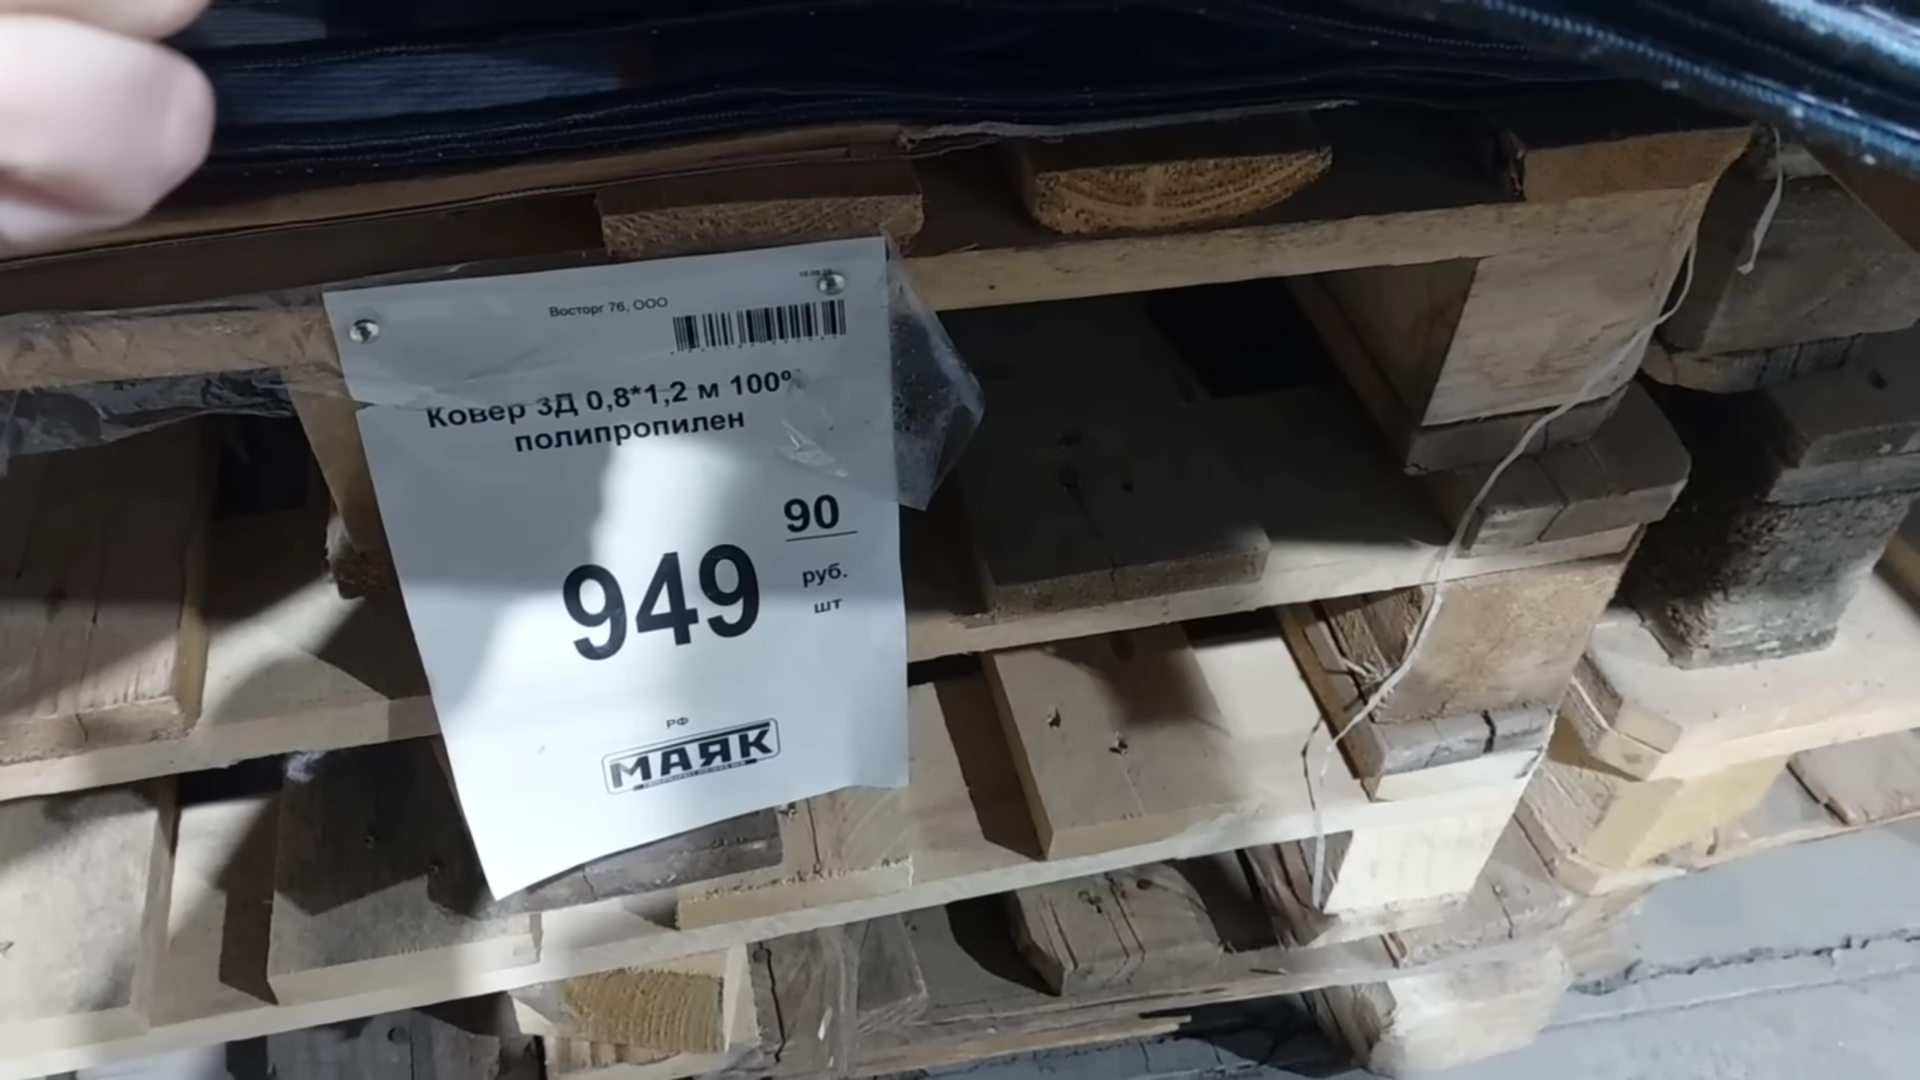 Восторг 76, ООО
Ковер 3Д 0,8*1,2 м 100%
полипропилен
949
90
руб.
шт
РФ
МАЯК